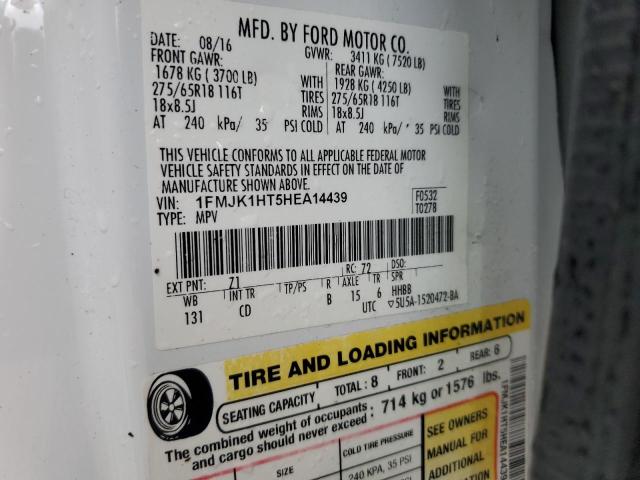 MFD. BY FORD MOTOR CO.
DATE: 08/16 GVWR: 3411 KG (7520 LB)
FRONT GAWR: REAR GAWR:
1678 KG (3700 LB) WITH 1928 KG (4250 LB) WITH
275/65R18 116T TIRES 275/65R18 116T TIRES
18x8.5J RIMS 18x8.5J RIMS
AT 240 kPa/ 35 PSI COLD AT 240 kPa/ 35 PSI COLD
THIS VEHICLE CONFORMS TO ALL APPLICABLE FEDERAL MOTOR
VEHICLE SAFETY STANDARDS IN EFFECT ON THE DATE OF
MANUFACTURE SHOWN ABOVE.
VIN: 1FMJK1HT5HEA14439 F0532
TYPE: MPV T0278
EXT PNT: Z1 RC: 72 DSO:
WB INT TR TP/PS R AXLE TR SPR
131 CD B 15 6 HHBB
UTC ▽5U5A-1520472-BA
TIRE AND LOADING INFORMATION
SEATING CAPACITY TOTAL: 8 FRONT: 2 REAR: 6
The combined weight of occupants
and cargo should never exceed : 714 kg or 1576 lbs.
SIZE COLD TIRE PRESSURE
240 KPA, 35 PSI
SEE OWNERS
MANUAL FOR
ADDITIONAL
1FMJK1HT5HEA14439